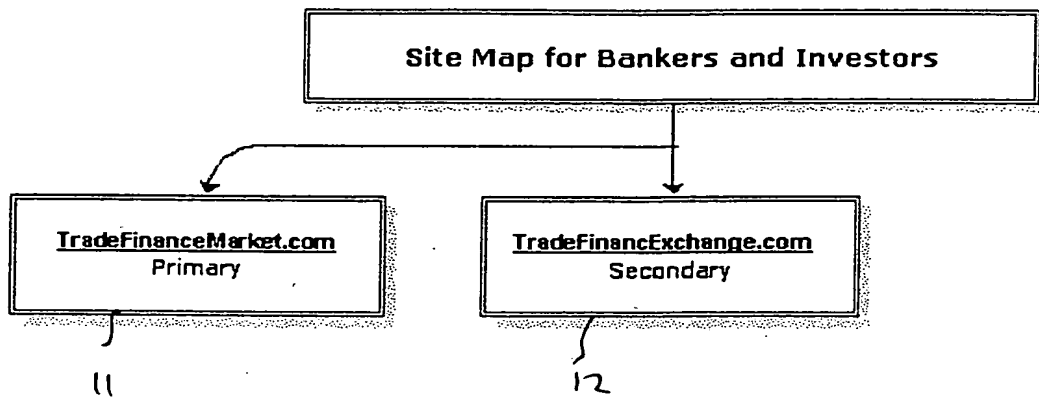 Site Map for Bankers and Investors
TradeFinanceMarket.com
Primary
TradeFinancExchange.com
Secondary
11
12